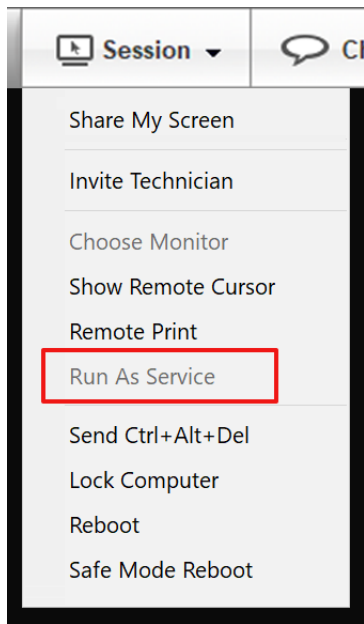 Session
Share My Screen
Invite Technician
Choose Monitor
Show Remote Cursor
Remote Print
Run As Service
Send Ctrl+Alt+Del
Lock Computer
Reboot
Safe Mode Reboot